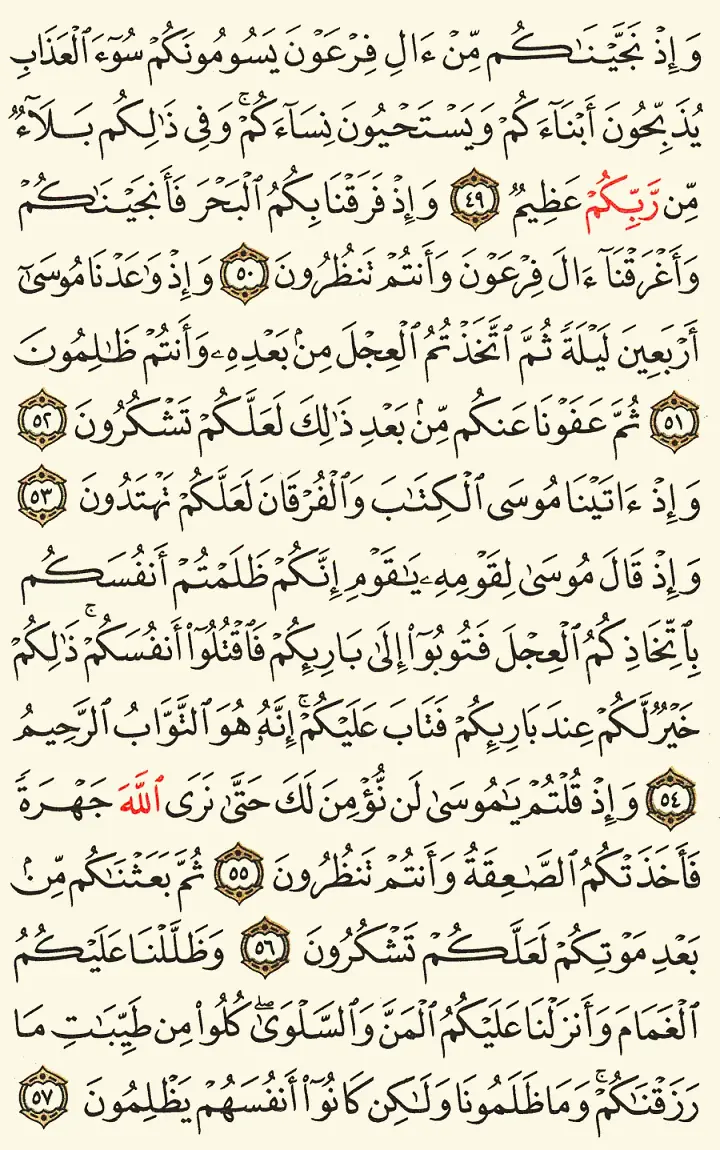 وَإِذْ نَجَّيْنَٰكُم مِّنْ ءَالِ فِرْعَوْنَ يَسُومُونَكُمْ سُوٓءَ ٱلْعَذَابِ
يُذَبِّحُونَ أَبْنَآءَكُمْ وَيَسْتَحْيُونَ نِسَآءَكُمْ ۚ وَفِى ذَٰلِكُم بَلَآءٌ
مِّن رَّبِّكُمْ عَظِيمٌ ٤٩ وَإِذْ فَرَقْنَا بِكُمُ ٱلْبَحْرَ فَأَنجَيْنَٰكُمْ
وَأَغْرَقْنَآ ءَالَ فِرْعَوْنَ وَأَنتُمْ تَنظُرُونَ ٥٠ وَإِذْ وَٰعَدْنَا مُوسَىٰٓ
أَرْبَعِينَ لَيْلَةً ثُمَّ ٱتَّخَذْتُمُ ٱلْعِجْلَ مِنۢ بَعْدِهِۦ وَأَنتُمْ ظَٰلِمُونَ
٥١ ثُمَّ عَفَوْنَا عَنكُم مِّنۢ بَعْدِ ذَٰلِكَ لَعَلَّكُمْ تَشْكُرُونَ ٥٢
وَإِذْ ءَاتَيْنَا مُوسَى ٱلْكِتَٰبَ وَٱلْفُرْقَانَ لَعَلَّكُمْ تَهْتَدُونَ ٥٣
وَإِذْ قَالَ مُوسَىٰ لِقَوْمِهِۦ يَٰقَوْمِ إِنَّكُمْ ظَلَمْتُمْ أَنفُسَكُم
بِٱتِّخَاذِكُمُ ٱلْعِجْلَ فَتُوبُوٓا۟ إِلَىٰ بَارِئِكُمْ فَٱقْتُلُوٓا۟ أَنفُسَكُمْ ۚ ذَٰلِكُمْ
خَيْرٌ لَّكُمْ عِندَ بَارِئِكُمْ فَتَابَ عَلَيْكُمْ ۚ إِنَّهُۥ هُوَ ٱلتَّوَّابُ ٱلرَّحِيمُ
٥٤ وَإِذْ قُلْتُمْ يَٰمُوسَىٰ لَن نُّؤْمِنَ لَكَ حَتَّىٰ نَرَى ٱللَّهَ جَهْرَةً
فَأَخَذَتْكُمُ ٱلصَّٰعِقَةُ وَأَنتُمْ تَنظُرُونَ ٥٥ ثُمَّ بَعَثْنَٰكُم مِّنۢ
بَعْدِ مَوْتِكُمْ لَعَلَّكُمْ تَشْكُرُونَ ٥٦ وَظَلَّلْنَا عَلَيْكُمُ
ٱلْغَمَامَ وَأَنزَلْنَا عَلَيْكُمُ ٱلْمَنَّ وَٱلسَّلْوَىٰ ۖ كُلُوا۟ مِن طَيِّبَٰتِ مَا
رَزَقْنَٰكُمْ ۚ وَمَا ظَلَمُونَا وَلَٰكِن كَانُوٓا۟ أَنفُسَهُمْ يَظْلِمُونَ ٥٧